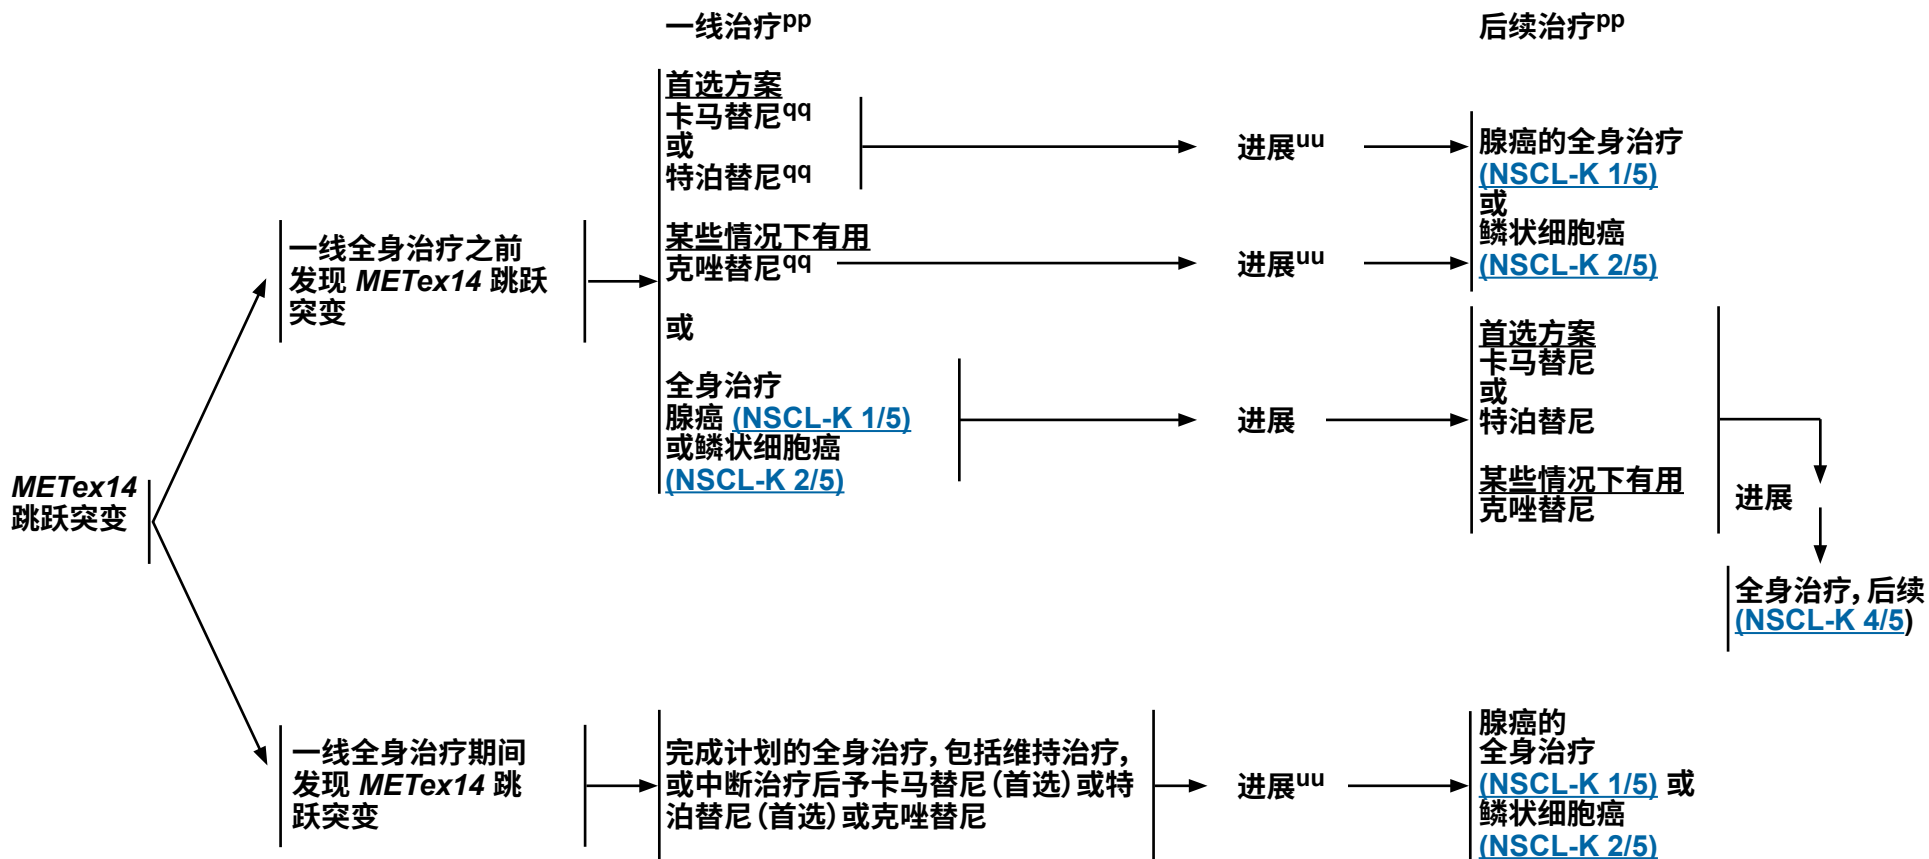 一线治疗pp
后续治疗pp
首选方案
卡马替尼qq
或
特泊替尼qq
进展uu
腺癌的全身治疗
(NSCL-K 1/5)
或
鳞状细胞癌
(NSCL-K 2/5)
一线全身治疗之前
发现 METex14 跳跃
突变
某些情况下有用
克唑替尼qq
进展uu
或
全身治疗
腺癌 (NSCL-K 1/5)
或鳞状细胞癌
(NSCL-K 2/5)
进展
首选方案
卡马替尼
或
特泊替尼
某些情况下有用
克唑替尼
进展
全身治疗，后续
(NSCL-K 4/5)
METex14
跳跃突变
一线全身治疗期间
发现 METex14 跳
跃突变
完成计划的全身治疗，包括维持治疗，
或中断治疗后予卡马替尼（首选）或特
泊替尼（首选）或克唑替尼
进展uu
腺癌的
全身治疗
(NSCL-K 1/5) 或
鳞状细胞癌
(NSCL-K 2/5)